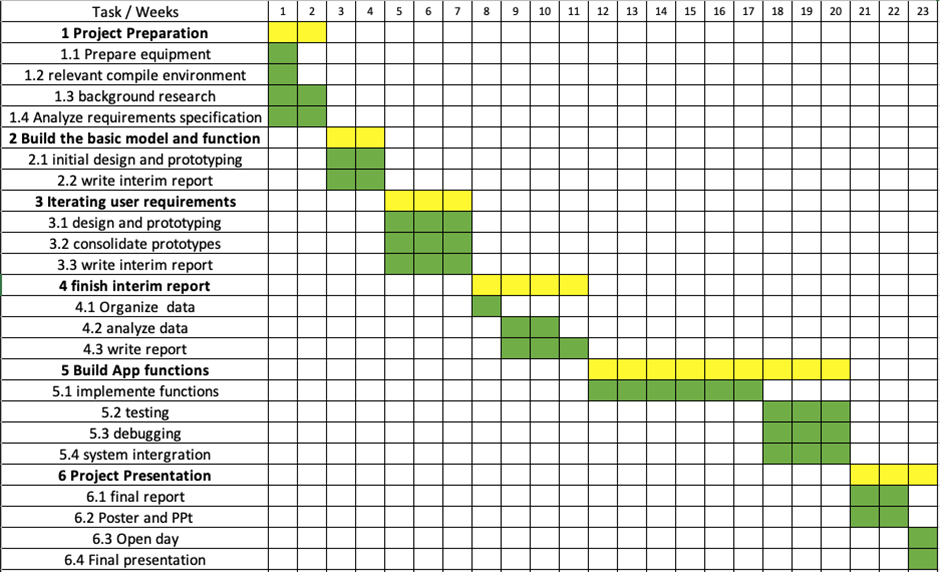 Task / Weeks 1 2 3 4 5 6 7 8 9 10 11 12 13 14 15 16 17 18 19 20 21 22 23
1 Project Preparation
1.1 Prepare equipment
1.2 relevant compile environment
1.3 background research
1.4 Analyze requirements specification
2 Build the basic model and function
2.1 initial design and prototyping
2.2 write interim report
3 Iterating user requirements
3.1 design and prototyping
3.2 consolidate prototypes
3.3 write interim report
4 finish interim report
4.1 Organize  data
4.2 analyze data
4.3 write report
5 Build App functions
5.1 implemente functions
5.2 testing
5.3 debugging
5.4 system intergration
6 Project Presentation
6.1 final report
6.2 Poster and PPt
6.3 Open day
6.4 Final presentation